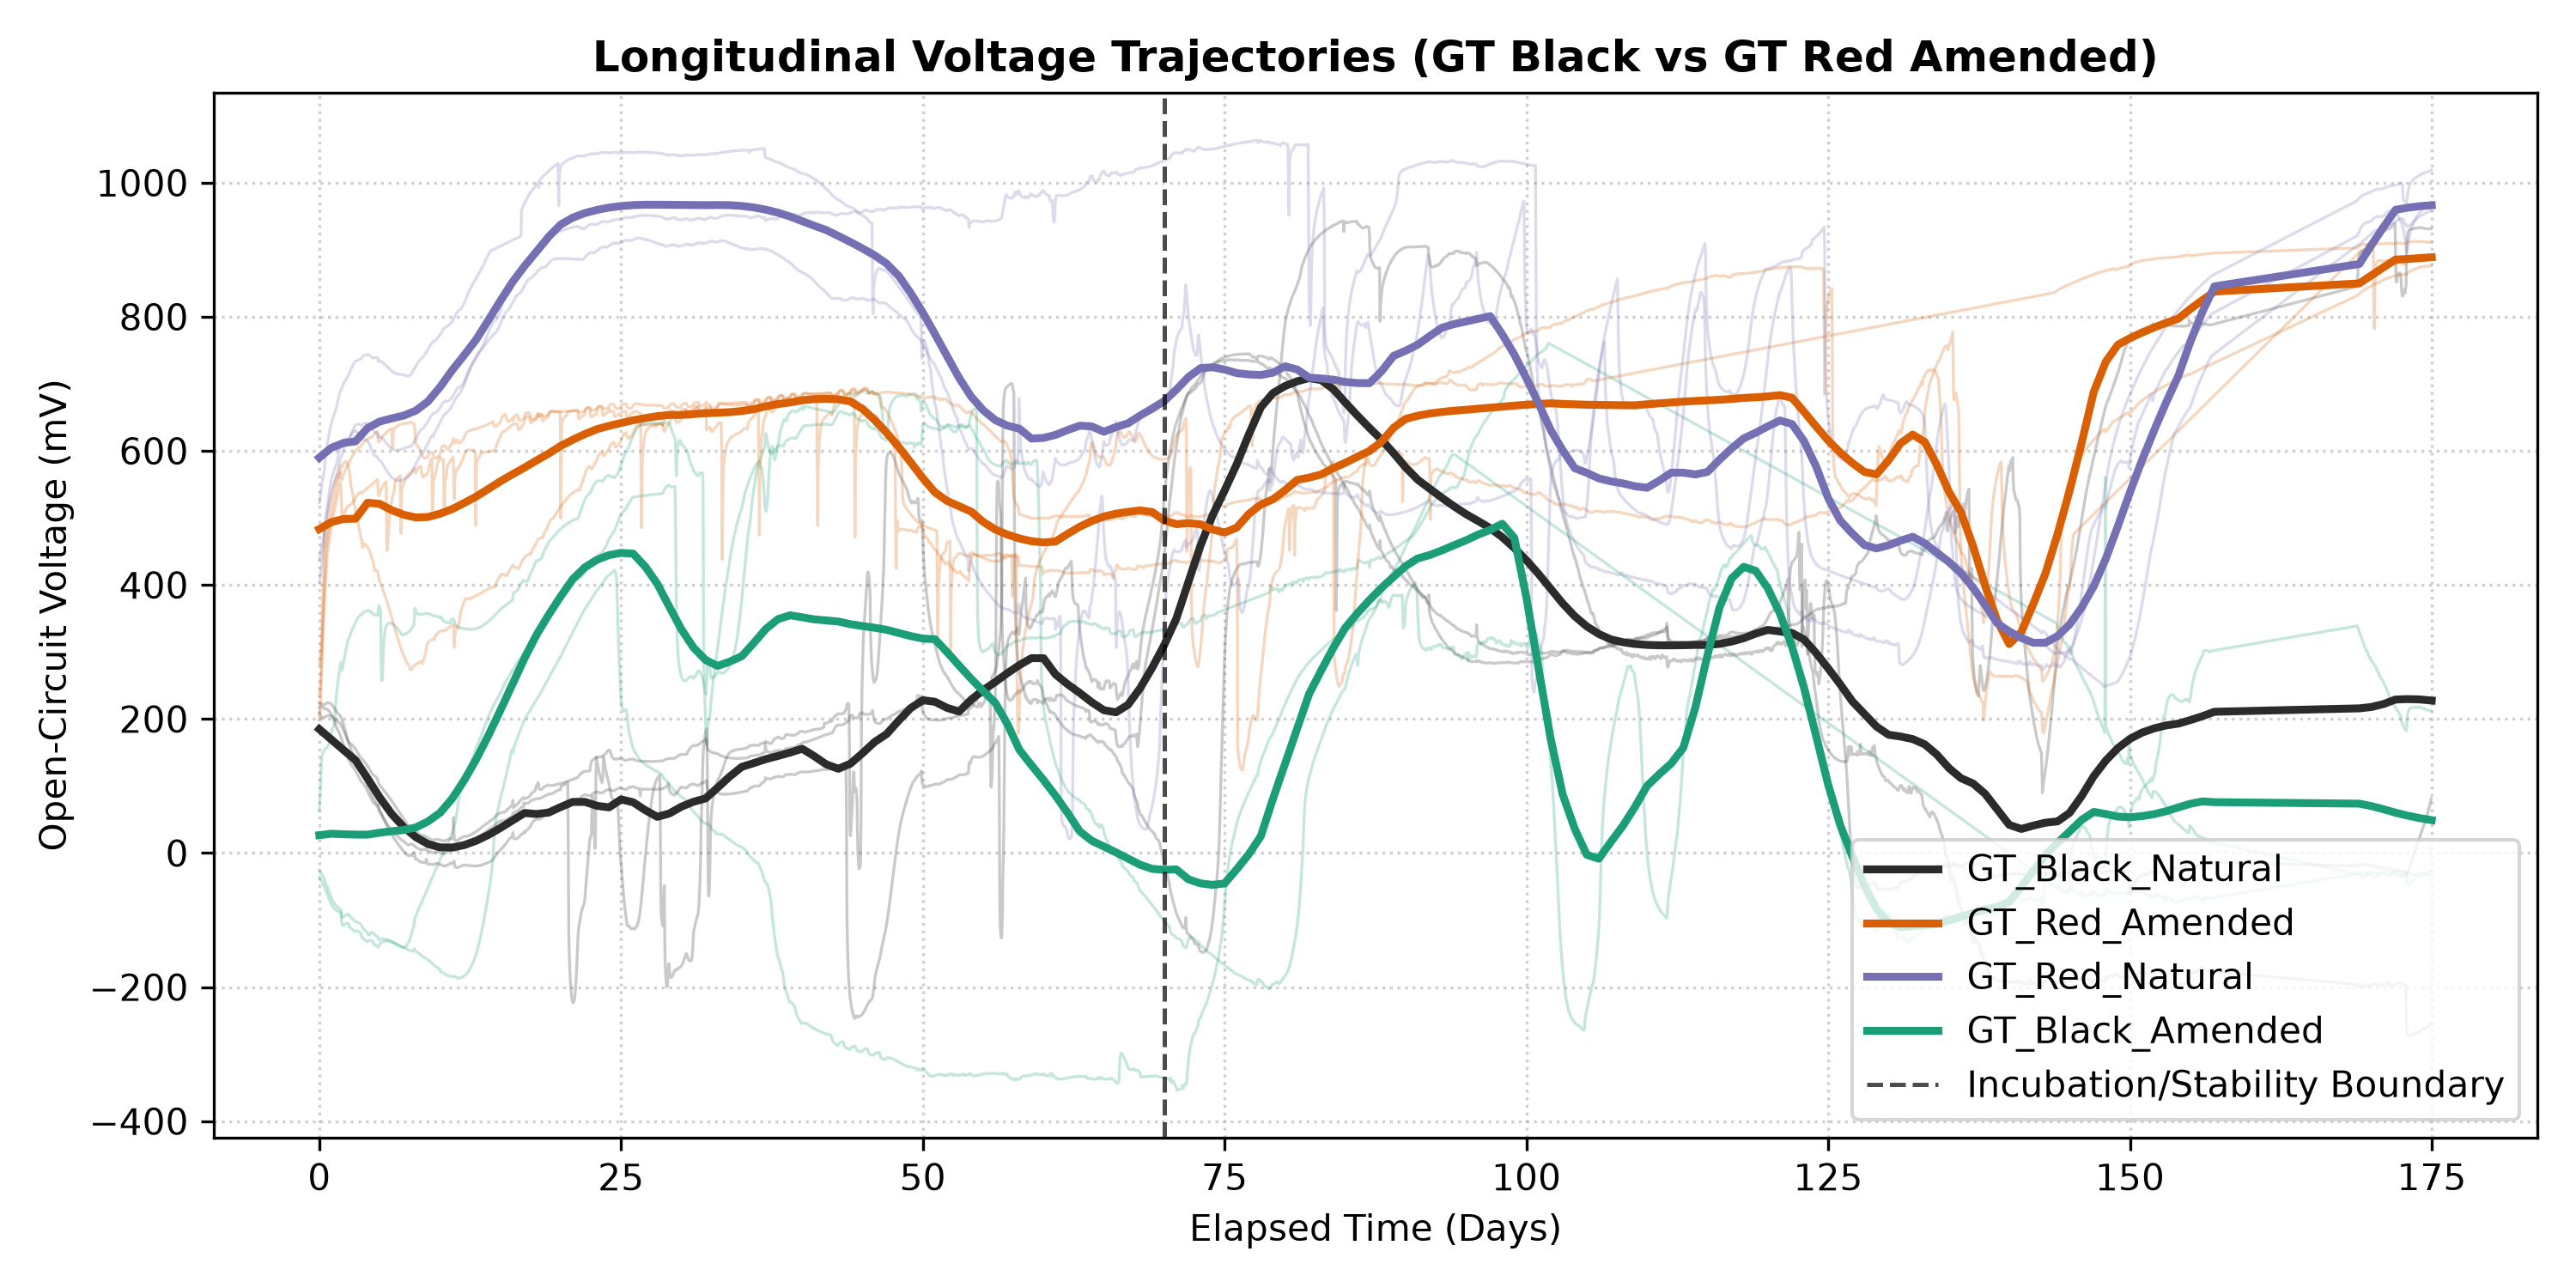 Longitudinal Voltage Trajectories (GT Black vs GT Red Amended)
Open-Circuit Voltage (mV)
1000
800
600
400
200
0
−200
−400
GT_Black_Natural
GT_Red_Amended
GT_Red_Natural
GT_Black_Amended
Incubation/Stability Boundary
0 25 50 75 100 125 150 175
Elapsed Time (Days)